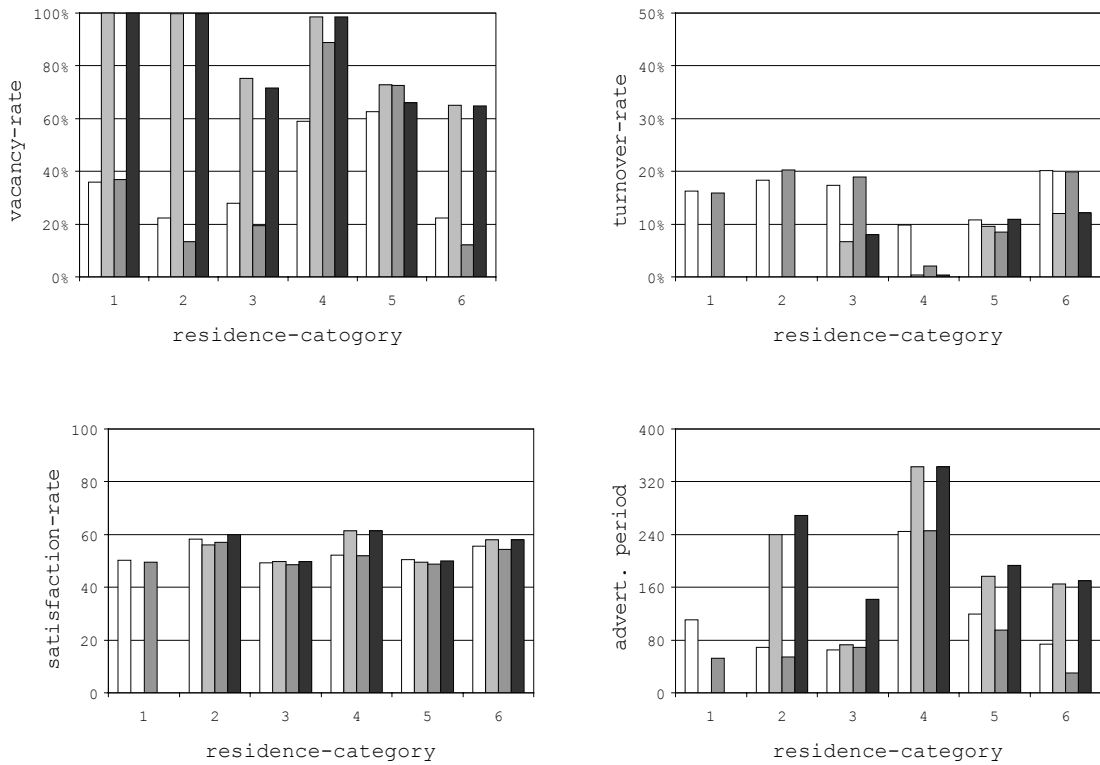 100%
80%
60%
40%
20%
0%
vacancy-rate
1 2 3 4 5 6
residence-catogory
50%
40%
30%
20%
10%
0%
turnover-rate
1 2 3 4 5 6
residence-category
100
80
60
40
20
0
satisfaction-rate
1 2 3 4 5 6
residence-category
400
320
240
160
80
0
advert. period
1 2 3 4 5 6
residence-category